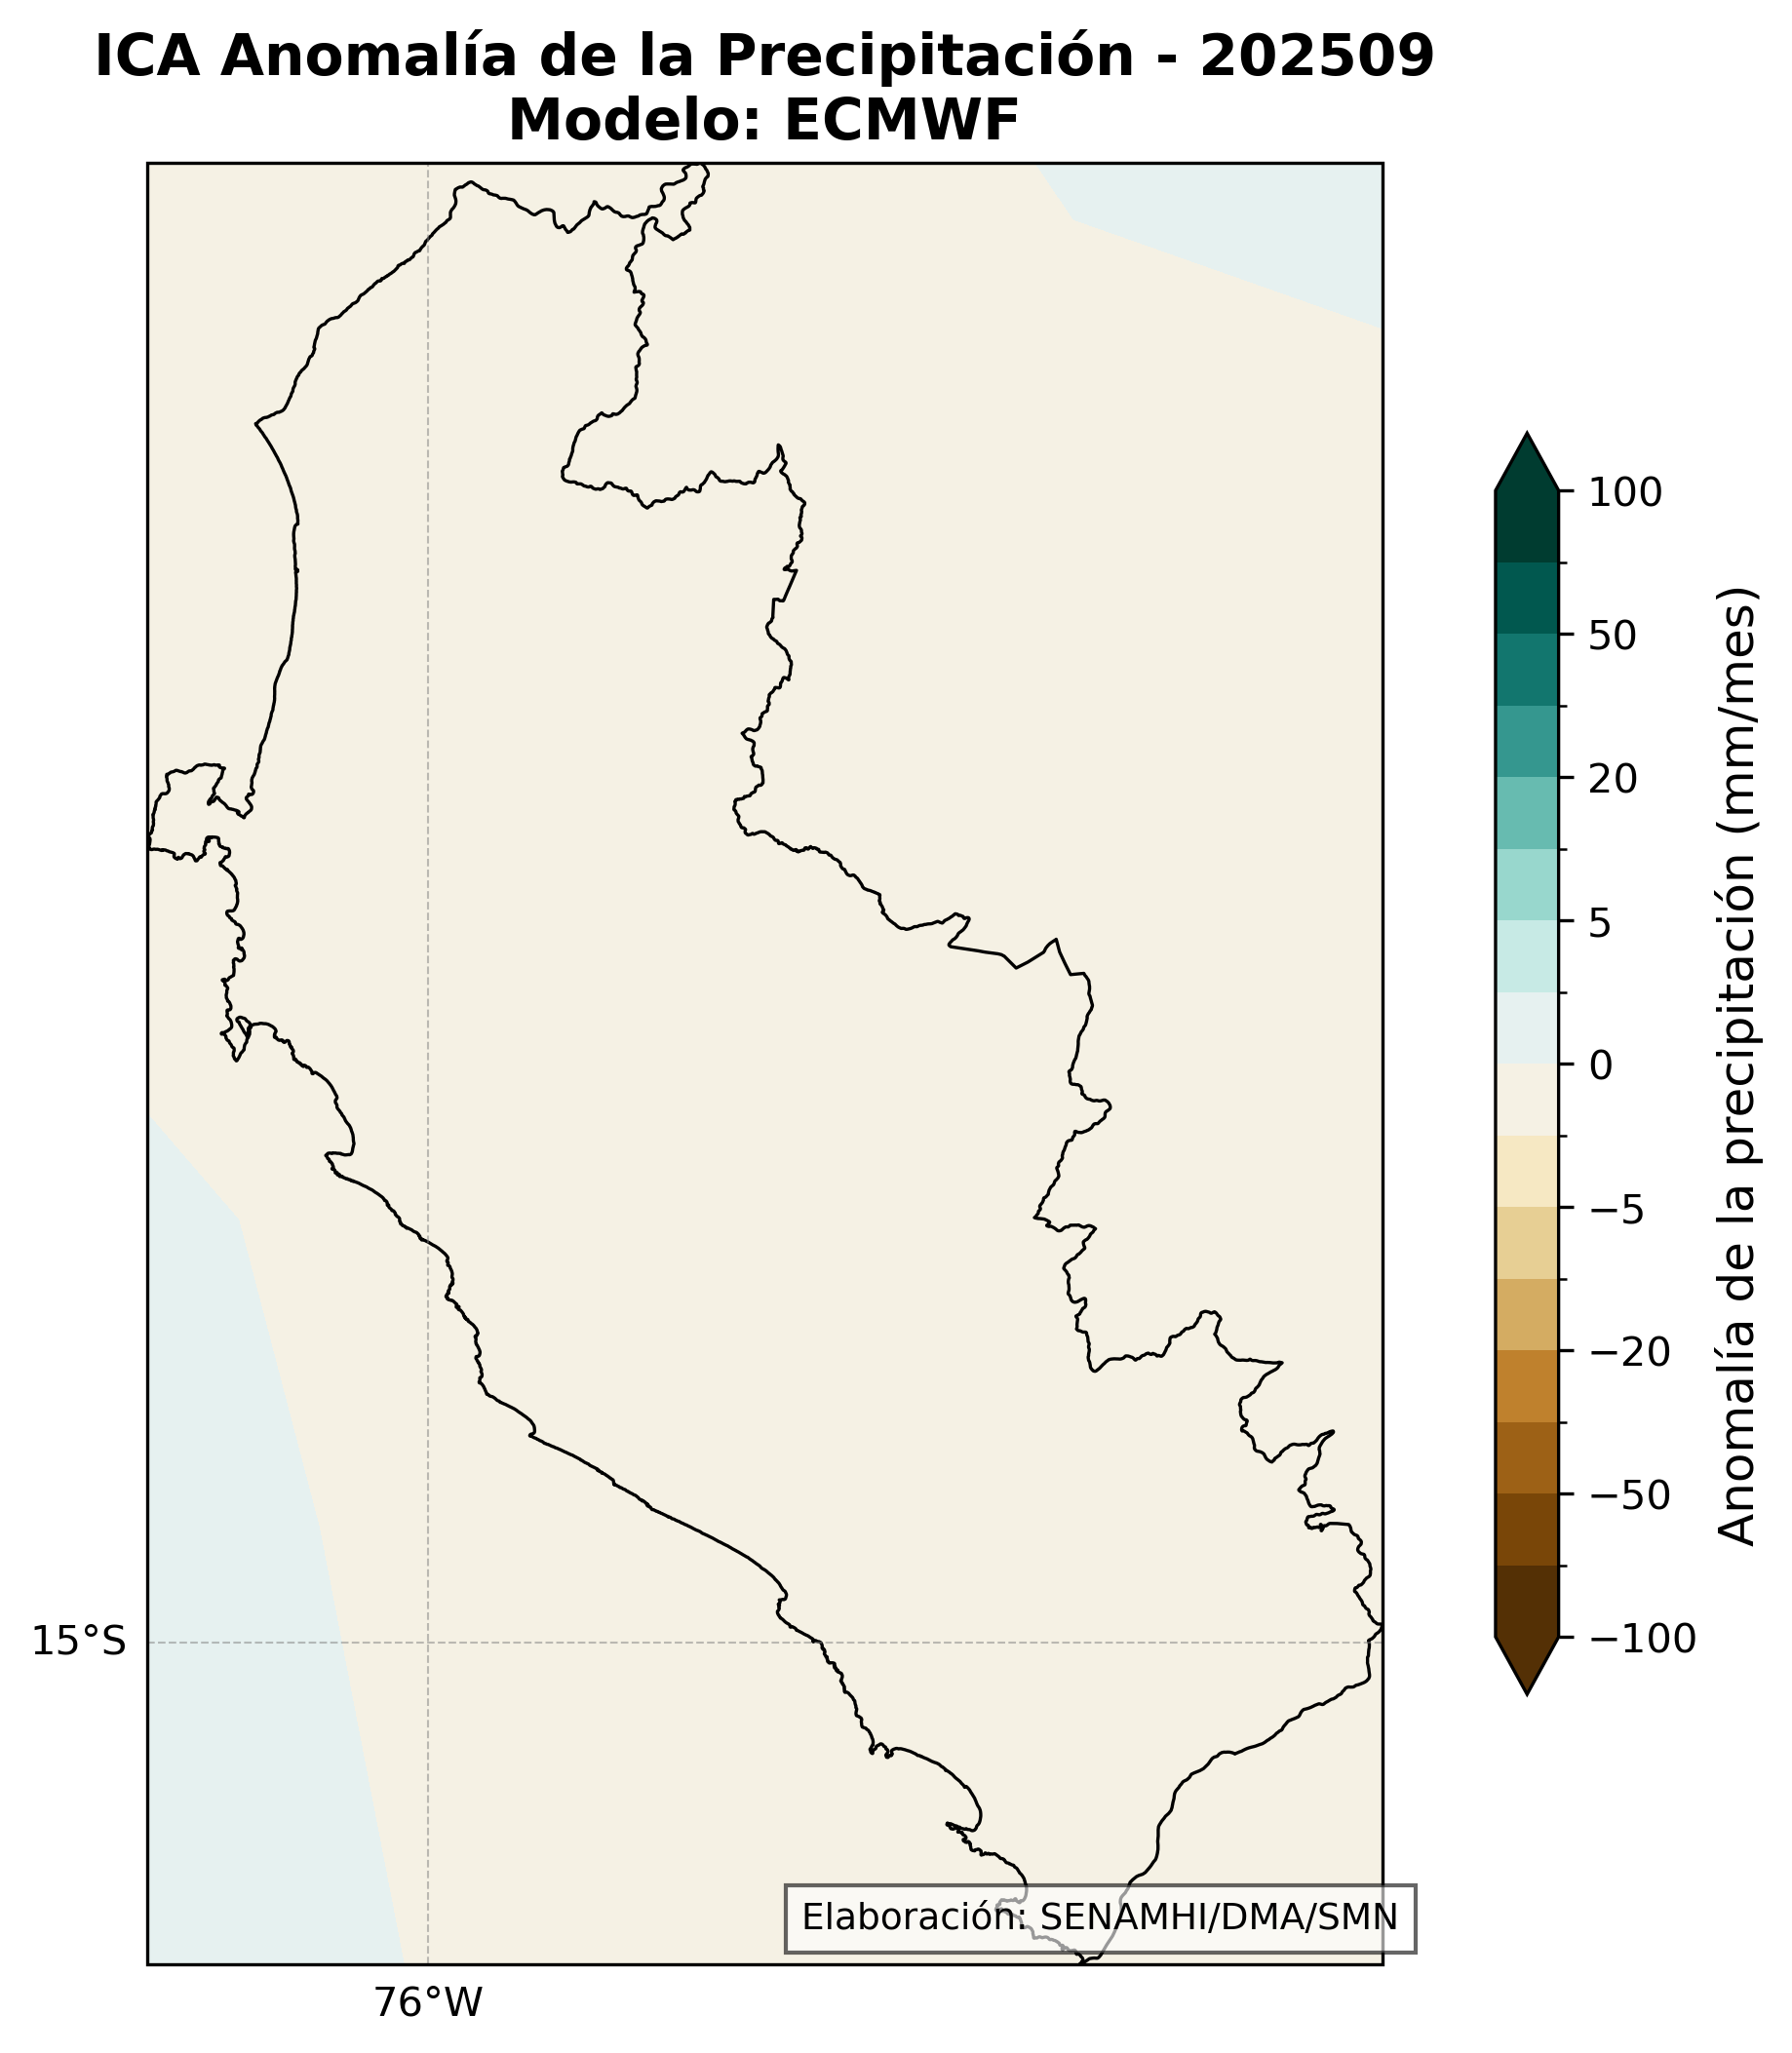 ICA Anomalía de la Precipitación - 202509
Modelo: ECMWF
100
50
20
5
0
−5
−20
−50
−100
Anomalía de la precipitación (mm/mes)
15°S
76°W
Elaboración: SENAMHI/DMA/SMN